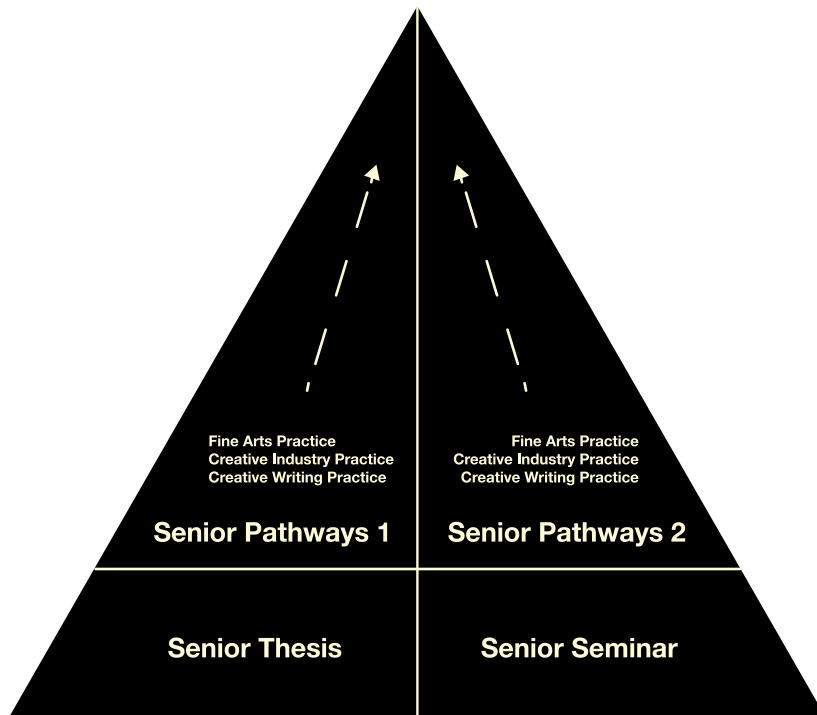 Fine Arts Practice
Creative Industry Practice
Creative Writing Practice
Senior Pathways 1
Fine Arts Practice
Creative Industry Practice
Creative Writing Practice
Senior Pathways 2
Senior Thesis
Senior Seminar